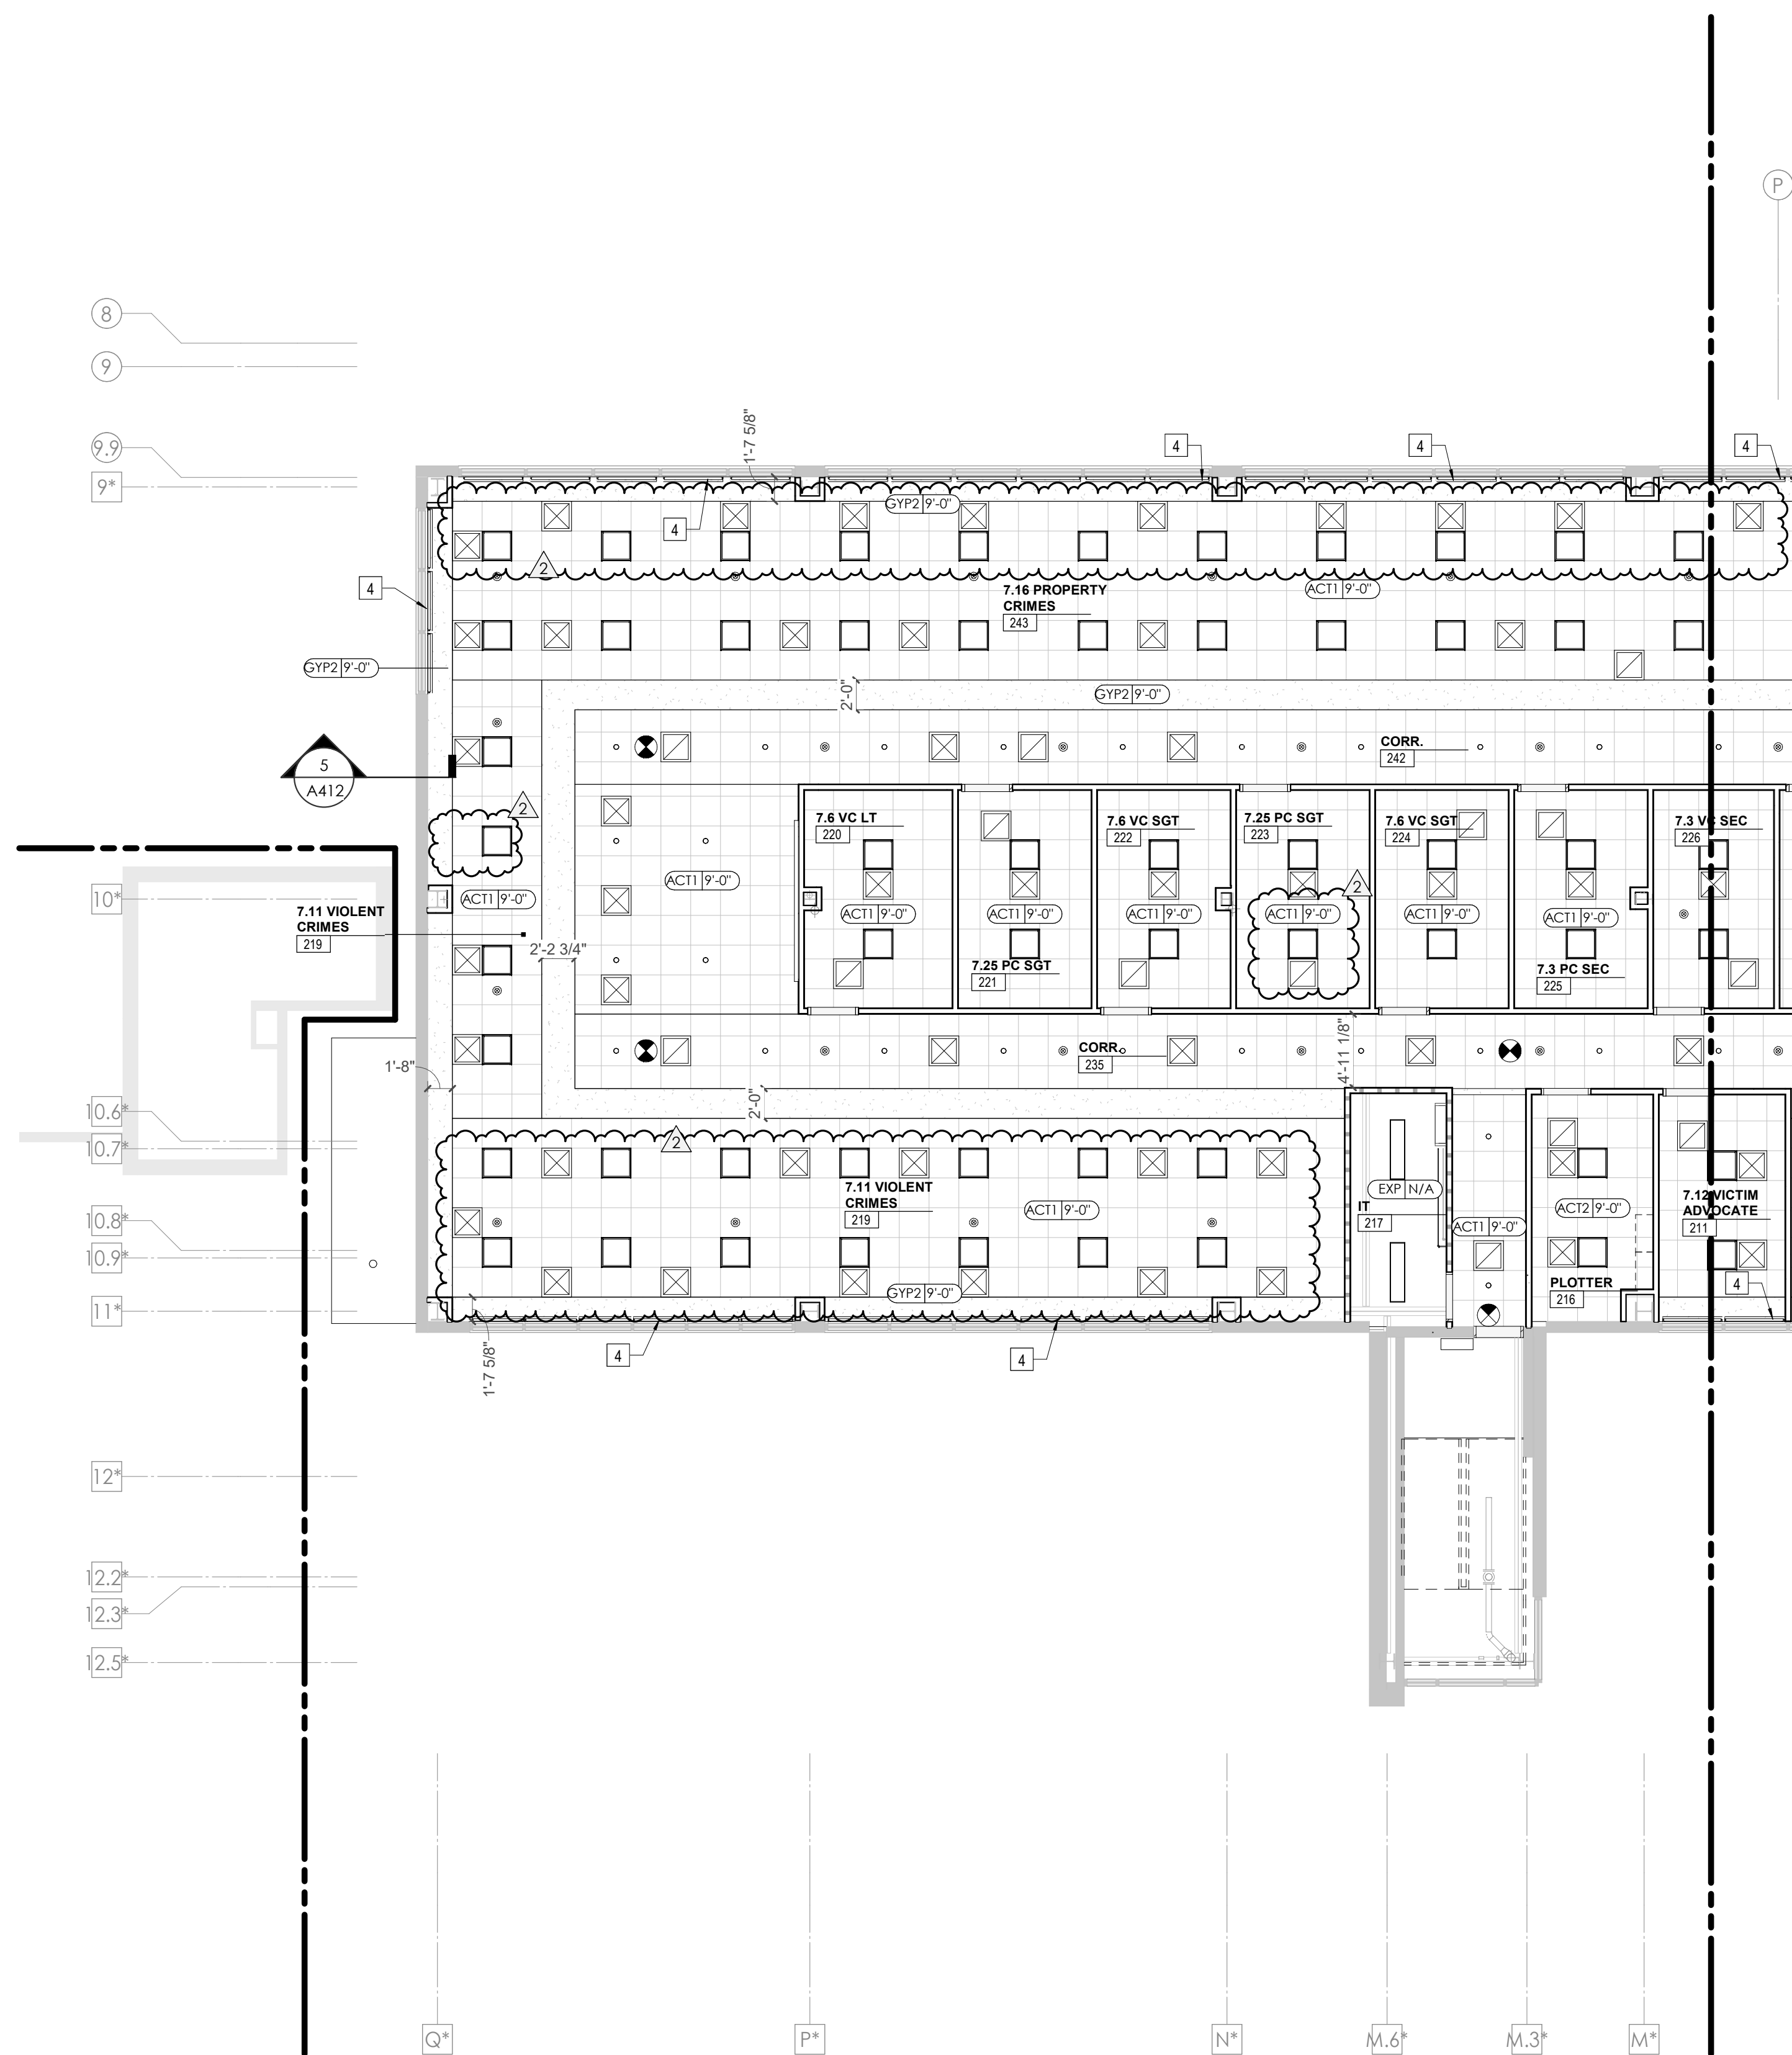 P
8
9
9.9
9*
1'-7 5/8"
4
4
4
GYP2 9'-0"
4
2
4
7.16 PROPERTY
CRIMES
243
ACT1 9'-0"
GYP2 9'-0"
2'-0"
GYP2 9'-0"
5
A412
CORR.
242
2
7.6 VC LT
220
7.6 VC SGT
222
7.25 PC SGT
223
7.6 VC SGT
224
7.3 VC SEC
226
ACT1 9'-0"
2
10*
ACT1 9'-0"
7.11 VIOLENT
CRIMES
219
ACT1 9'-0"
ACT1 9'-0"
ACT1 9'-0"
ACT1 9'-0"
ACT1 9'-0"
ACT1 9'-0"
2'-2 3/4"
7.25 PC SGT
221
7.3 PC SEC
225
1'-8"
CORR.
235
4'-11 1/8"
2'-0"
10.6*
10.7*
2
7.11 VIOLENT
CRIMES
219
ACT1 9'-0"
EXP N/A
IT
217
ACT1 9'-0"
ACT2 9'-0"
7.12 VICTIM
ADVOCATE
211
10.8*
10.9*
GYP2 9'-0"
PLOTTER
216
4
11*
1'-7 5/8"
4
4
12*
12.2*
12.3*
12.5*
Q*
P*
N*
M.6*
M.3*
M*